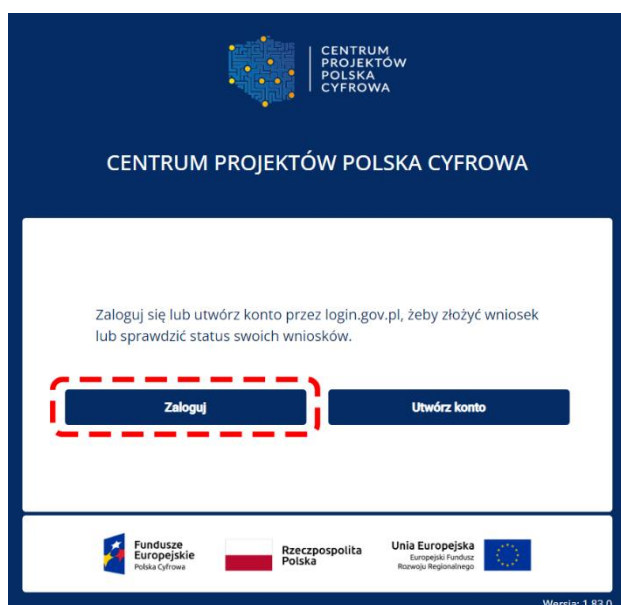 CENTRUM
PROJEKTÓW
POLSKA
CYFROWA
CENTRUM PROJEKTÓW POLSKA CYFROWA
Zaloguj się lub utwórz konto przez login.gov.pl, żeby złożyć wniosek
lub sprawdzić status swoich wniosków.
Zaloguj
Utwórz konto
Fundusze
Europejskie
Polska Cyfrowa
Rzeczpospolita
Polska
Unia Europejska
Europejski Fundusz
Rozwoju Regionalnego
Wersja: 1.83.0